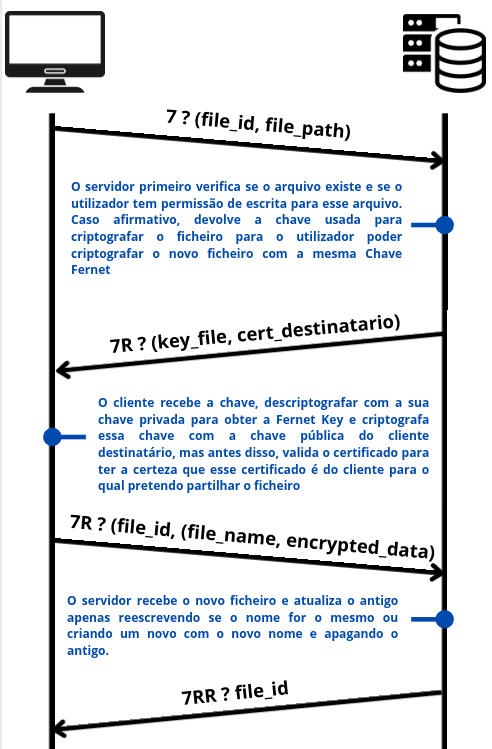 7 ? (file_id, file_path)
O servidor primeiro verifica se o arquivo existe e se o
utilizador tem permissão de escrita para esse arquivo.
Caso afirmativo, devolve a chave usada para
criptografar o ficheiro para o utilizador poder
criptografar o novo ficheiro com a mesma Chave
Fernet
7R ? (key_file, cert_destinatario)
O cliente recebe a chave, descriptografar com a sua
chave privada para obter a Fernet Key e criptografa
essa chave com a chave pública do cliente
destinatário, mas antes disso, valida o certificado para
ter a certeza que esse certificado é do cliente para o
qual pretendo partilhar o ficheiro
7R ? (file_id, (file_name, encrypted_data)
O servidor recebe o novo ficheiro e atualiza o antigo
apenas reescrevendo se o nome for o mesmo ou
criando um novo com o novo nome e apagando o
antigo.
7RR ? file_id